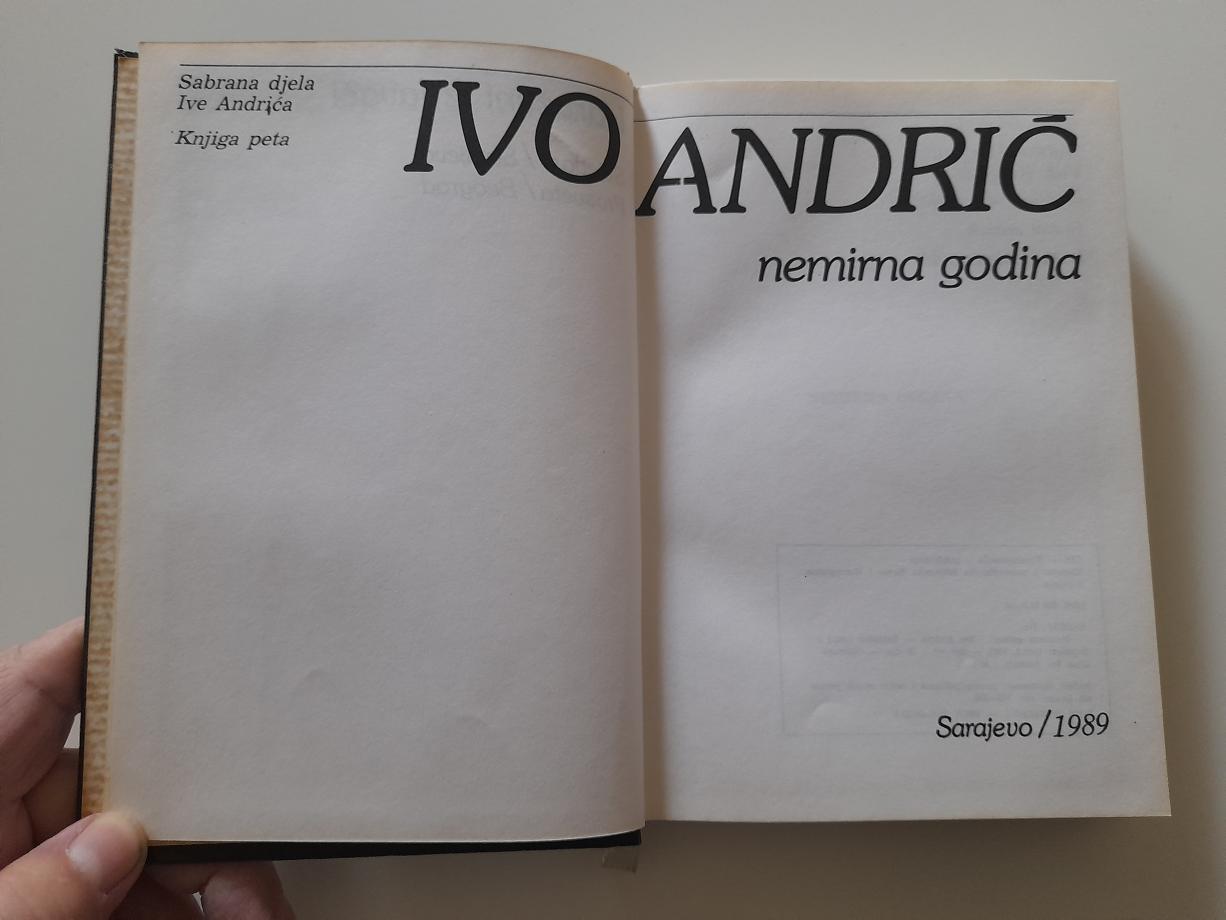 Sabrana djela
Ive Andrića
Knjiga peta
IVO ANDRIĆ
nemirna godina
Sarajevo/1989